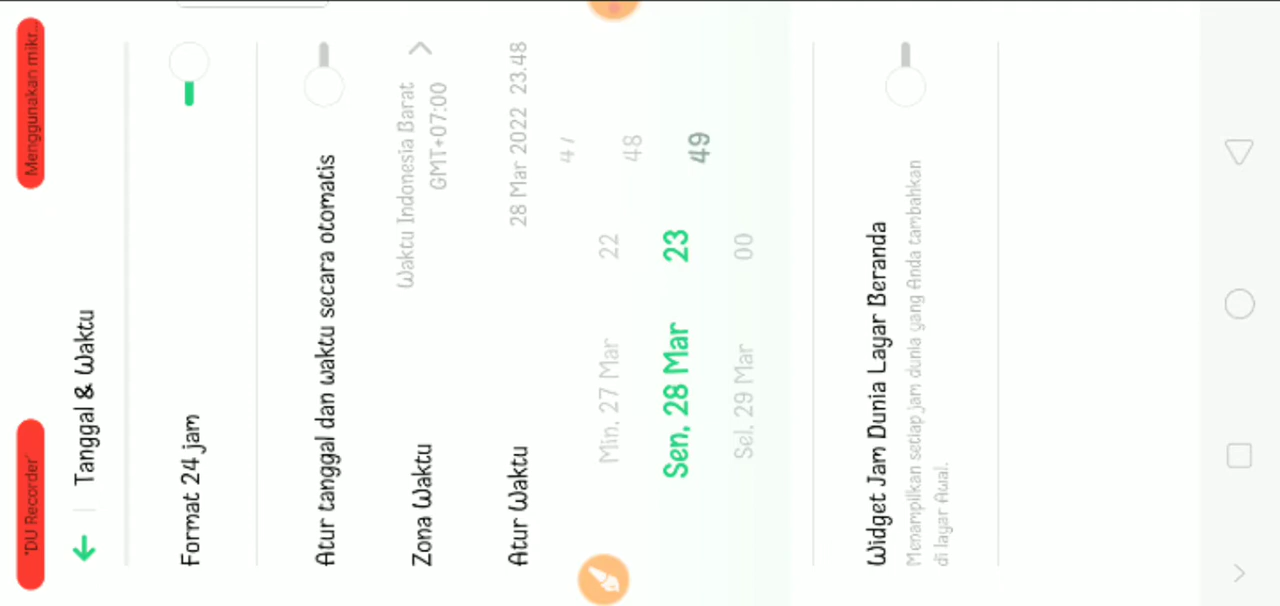 "DU Recorder" Menggunakan mikr...
Tanggal & Waktu
Format 24 jam
Atur tanggal dan waktu secara otomatis
Zona Waktu
Waktu Indonesia Barat
GMT+07:00
Atur Waktu
28 Mar 2022 23.48
47
Min, 27 Mar 22 48
Sen, 28 Mar 23 49
Sel, 29 Mar 00
Widget Jam Dunia Layar Beranda
Menampilkan setiap jam dunia yang Anda tambahkan
di layar Awal.